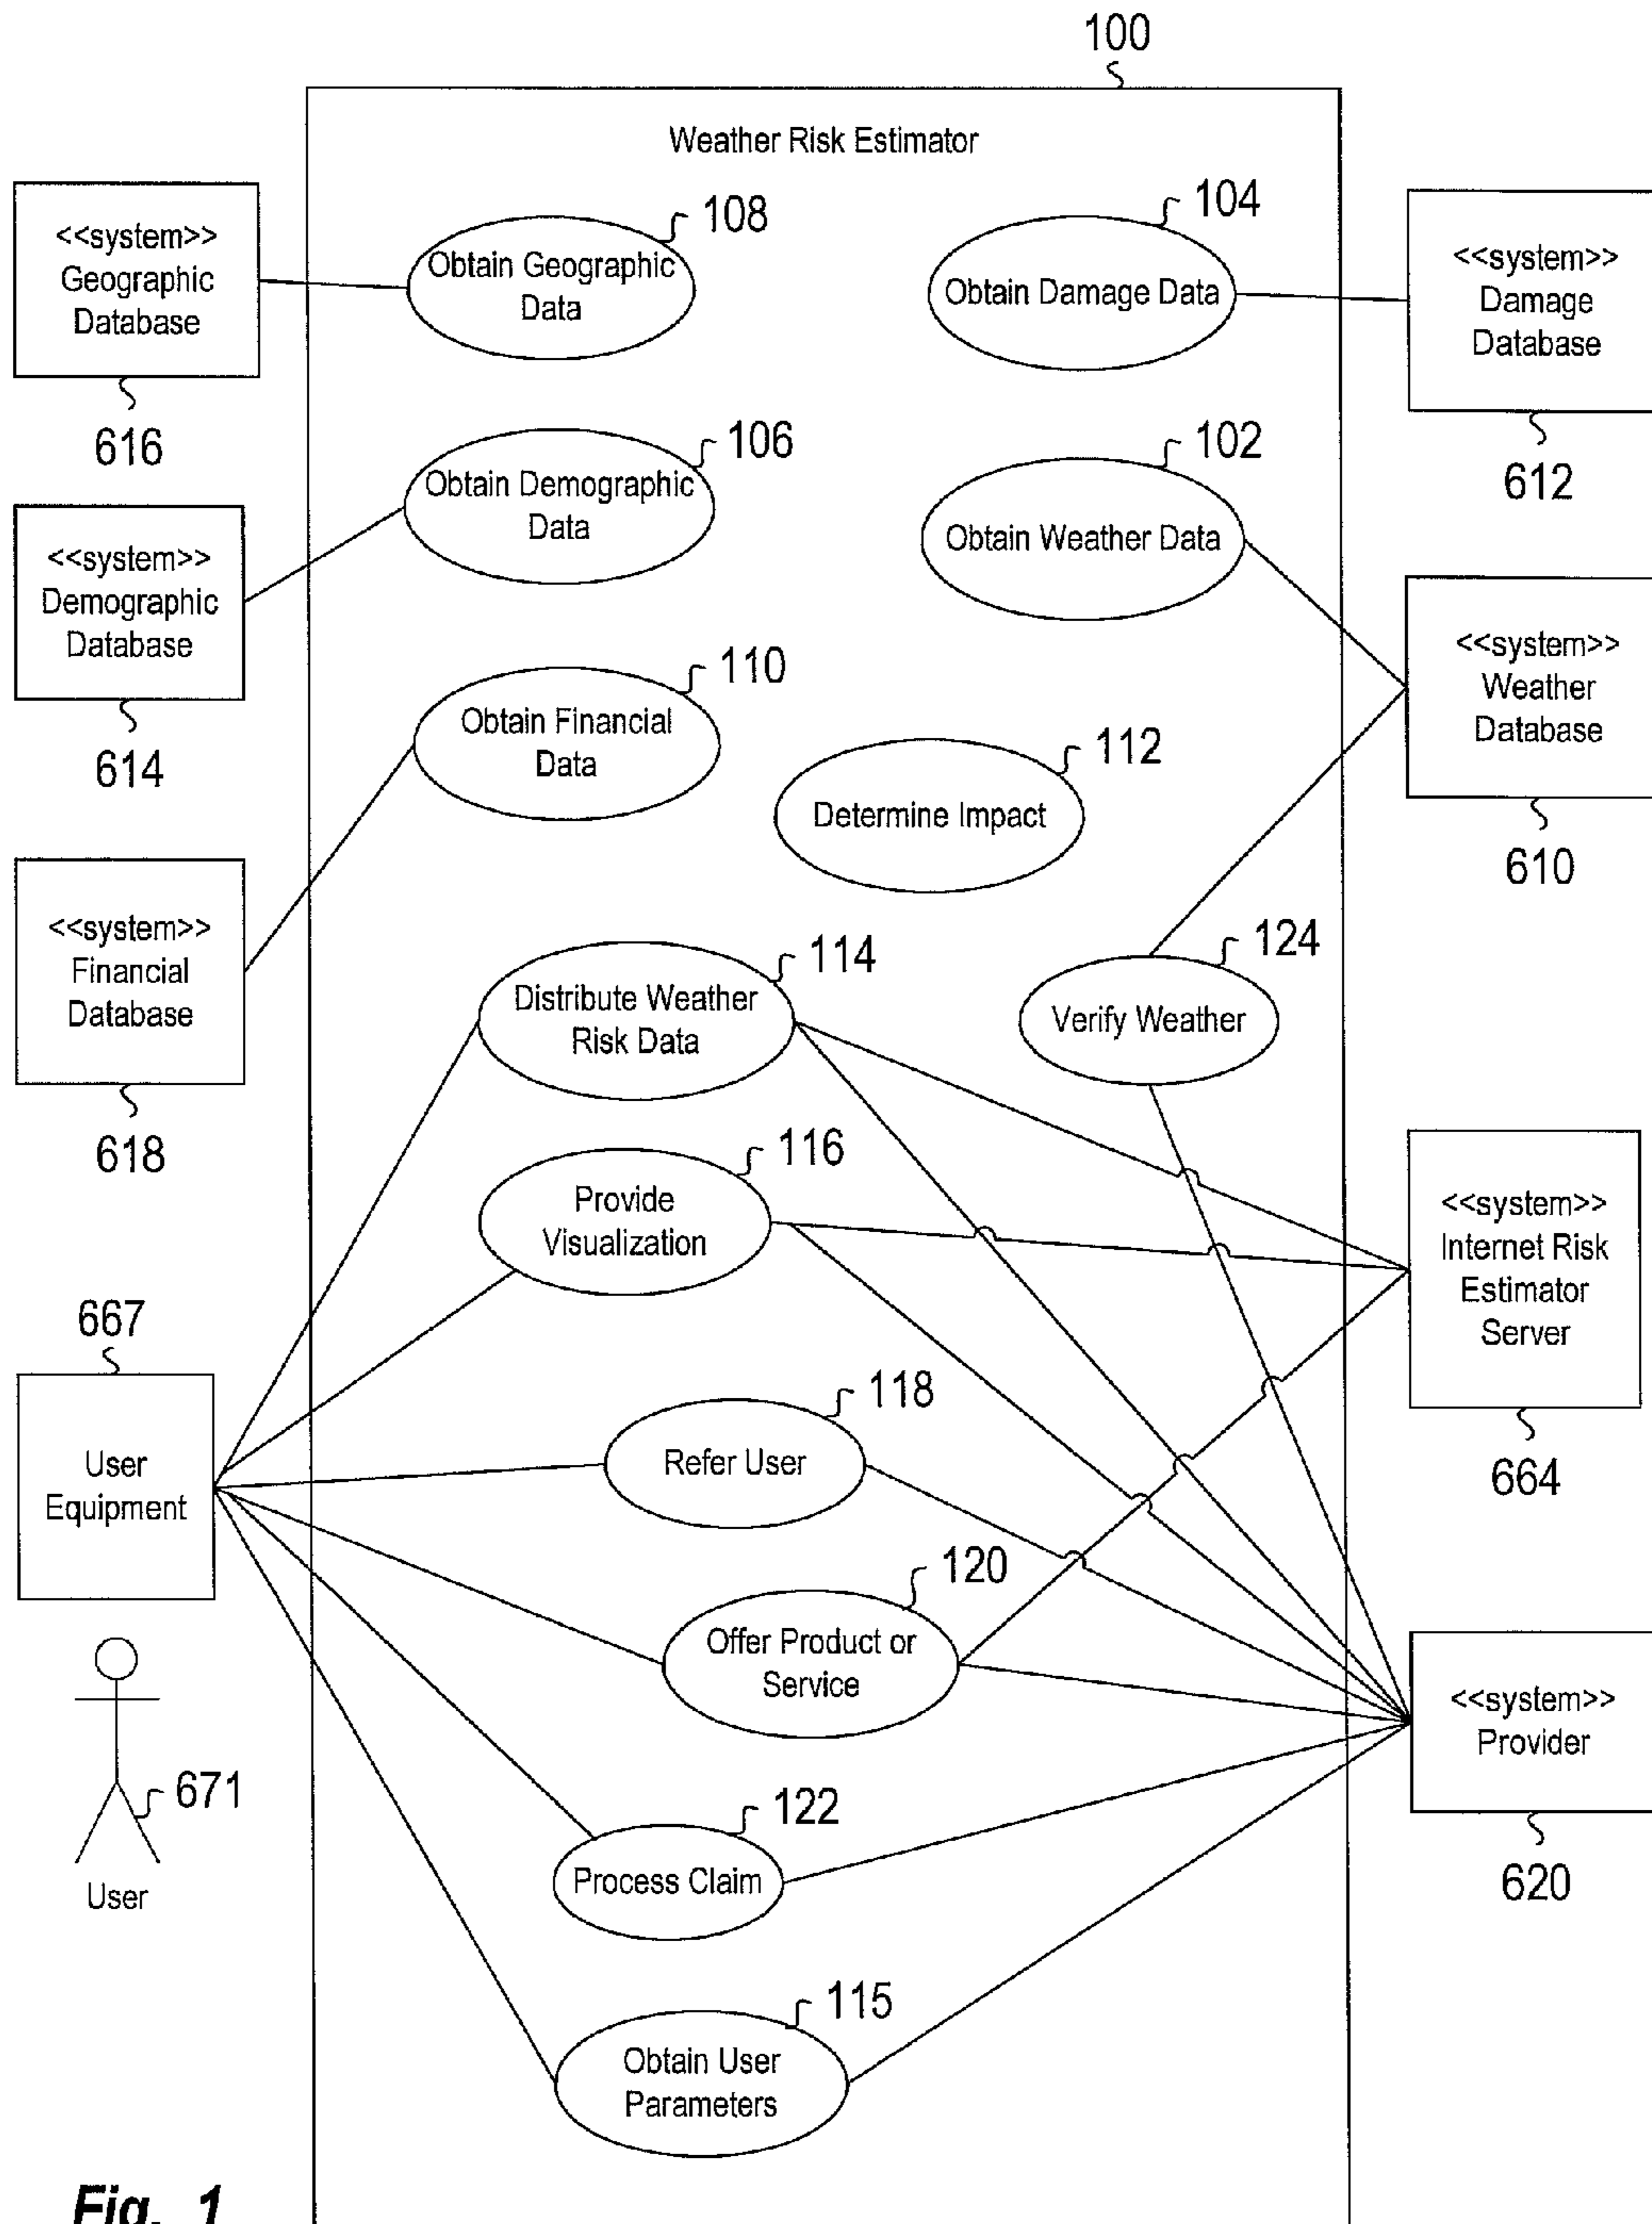 100
Weather Risk Estimator
<<system>>
Geographic
Database
616
108
Obtain Geographic
Data
104
Obtain Damage Data
<<system>>
Damage
Database
612
106
Obtain Demographic
Data
102
Obtain Weather Data
<<system>>
Demographic
Database
614
<<system>>
Weather
Database
610
110
Obtain Financial
Data
112
Determine Impact
<<system>>
Financial
Database
618
114
Distribute Weather
Risk Data
124
Verify Weather
116
Provide
Visualization
<<system>>
Internet Risk
Estimator
Server
664
667
User
Equipment
118
Refer User
120
Offer Product or
Service
<<system>>
Provider
620
671
User
122
Process Claim
115
Obtain User
Parameters
Fig. 1